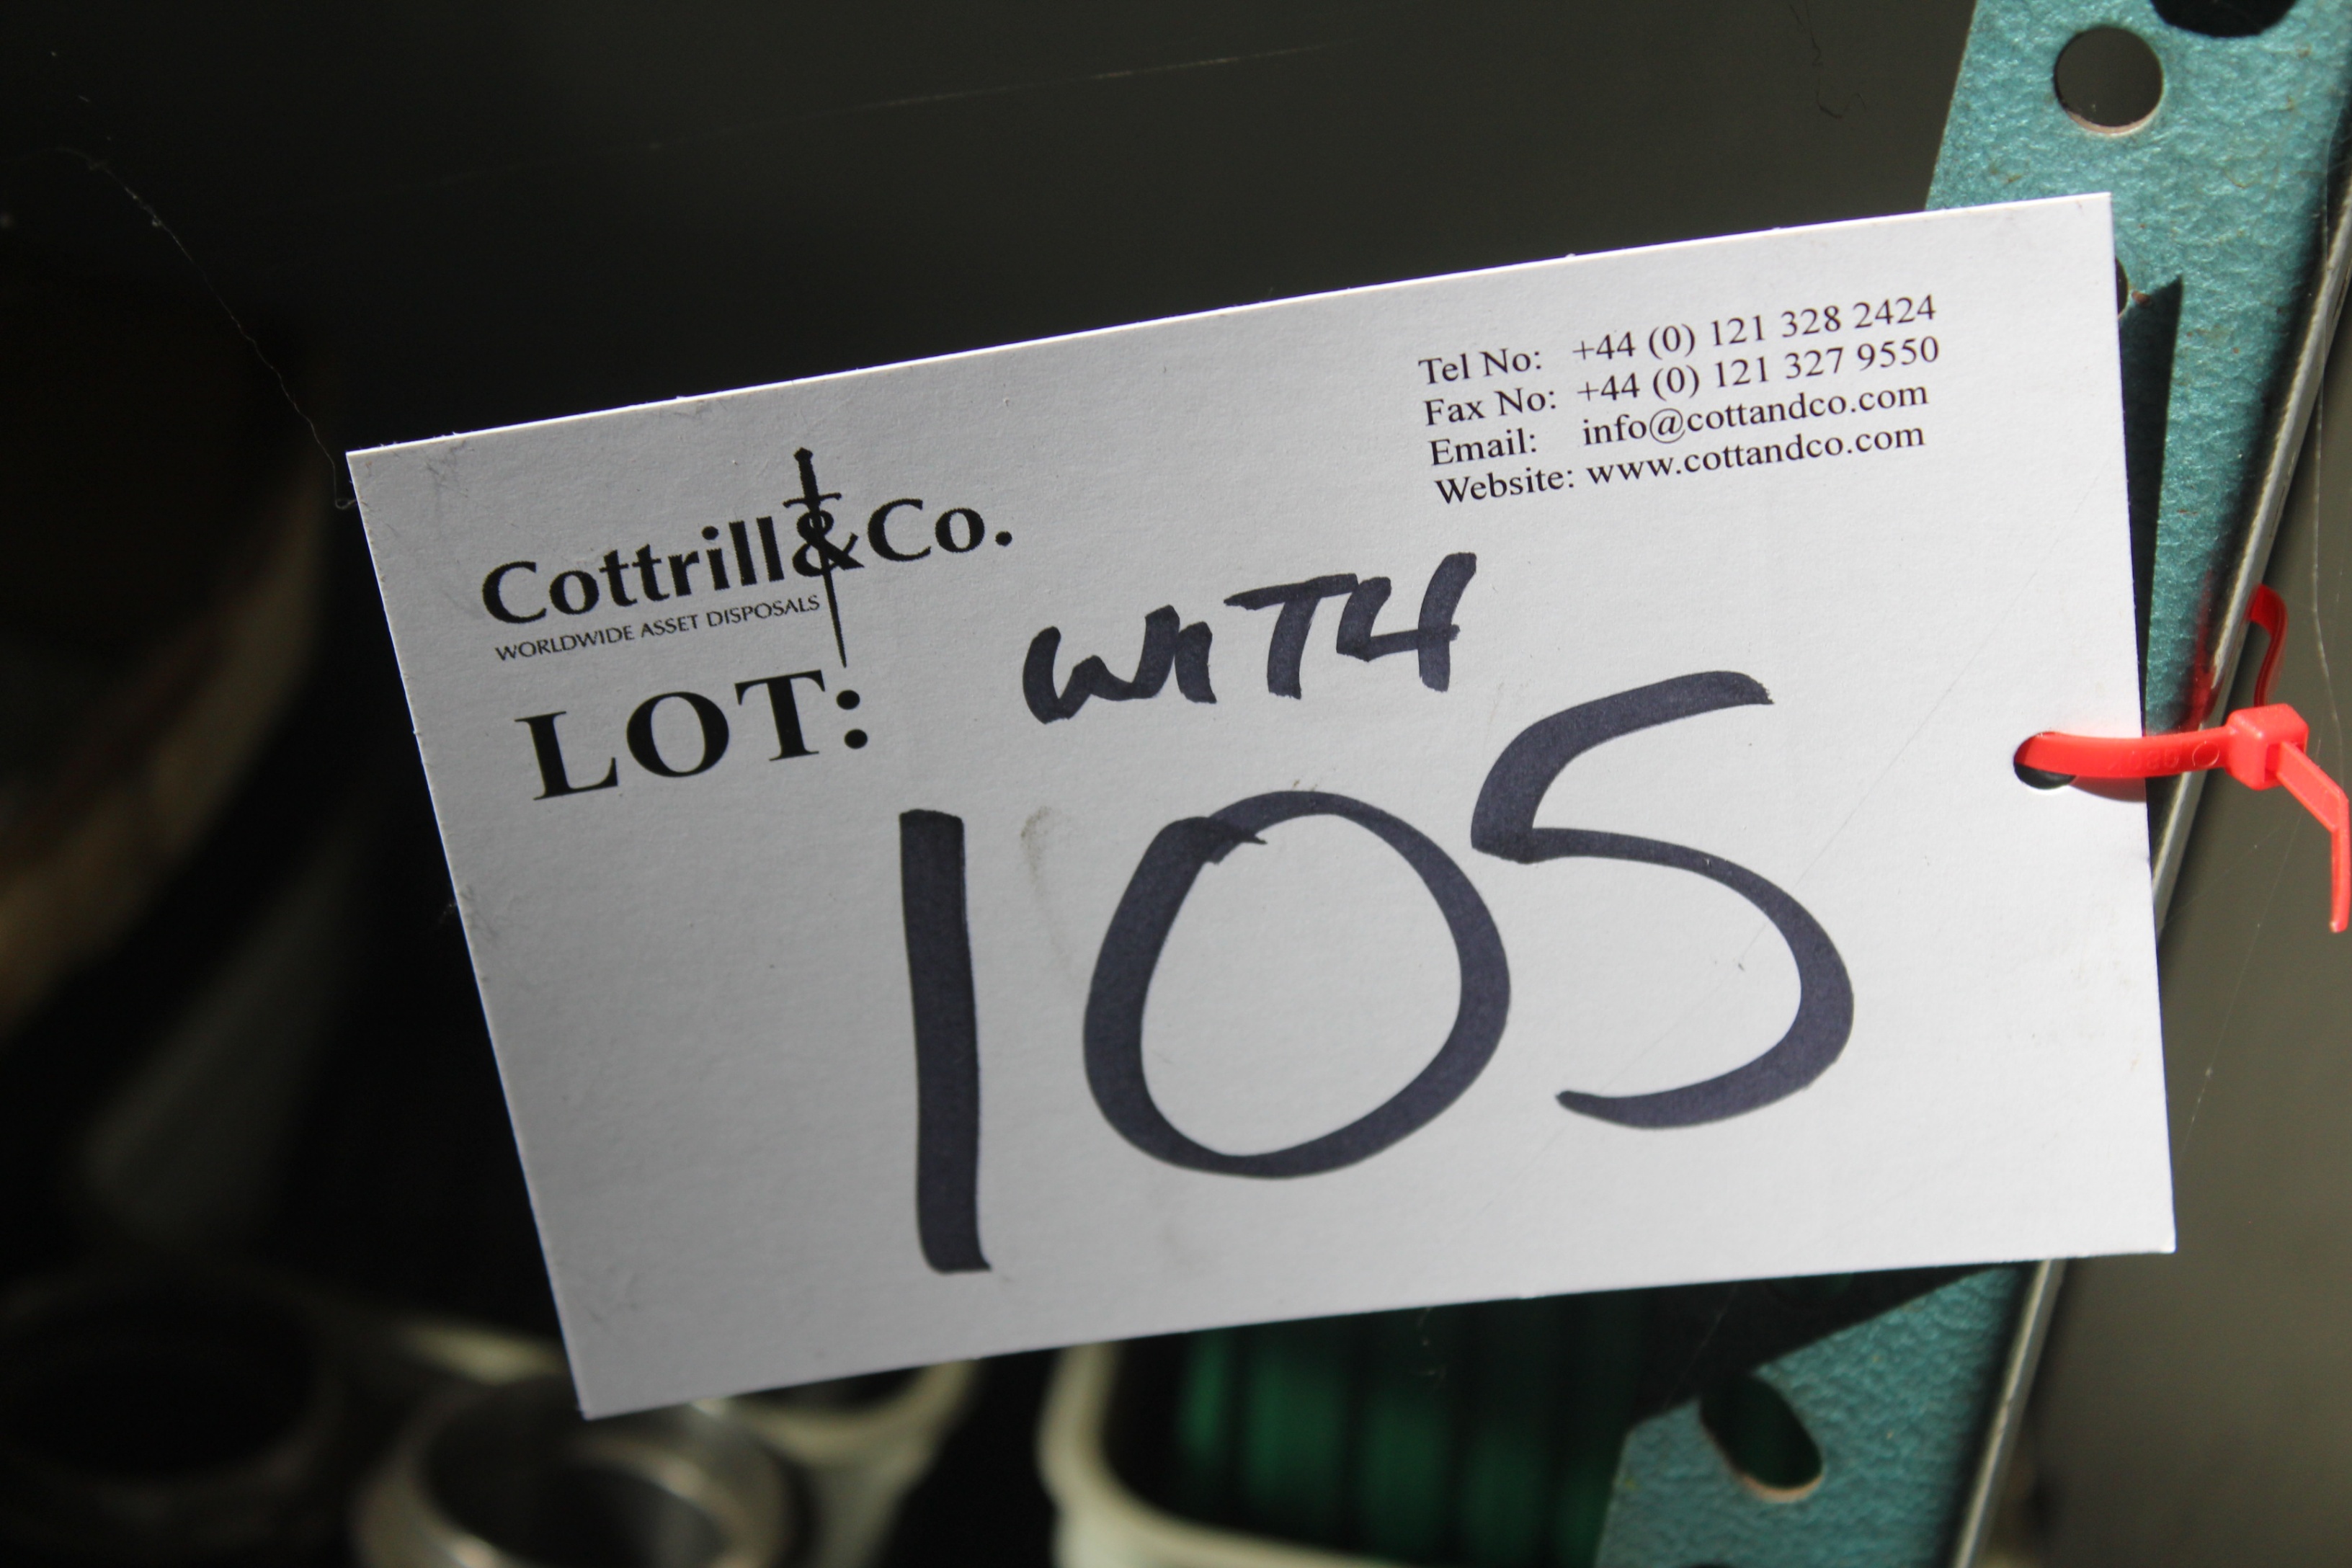 Tel No: +44 (0) 121 328 2424
Fax No: +44 (0) 121 327 9550
Email: info@cottandco.com
Website: www.cottandco.com
Cottrill&Co.
WORLDWIDE ASSET DISPOSALS
LOT: WITH
105